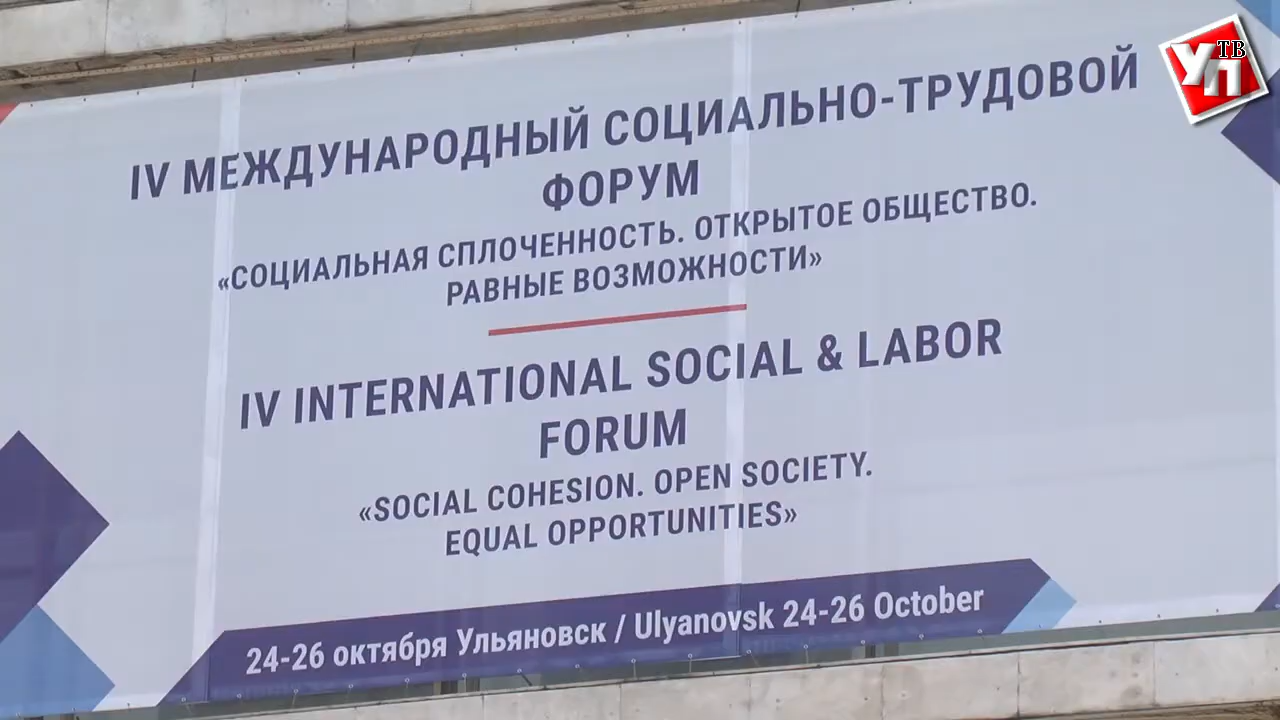 УП ТВ
IV МЕЖДУНАРОДНЫЙ СОЦИАЛЬНО-ТРУДОВОЙ
ФОРУМ
«СОЦИАЛЬНАЯ СПЛОЧЕННОСТЬ. ОТКРЫТОЕ ОБЩЕСТВО.
РАВНЫЕ ВОЗМОЖНОСТИ»
IV INTERNATIONAL SOCIAL & LABOR
FORUM
«SOCIAL COHESION. OPEN SOCIETY.
EQUAL OPPORTUNITIES»
24-26 октября Ульяновск / Ulyanovsk 24-26 October